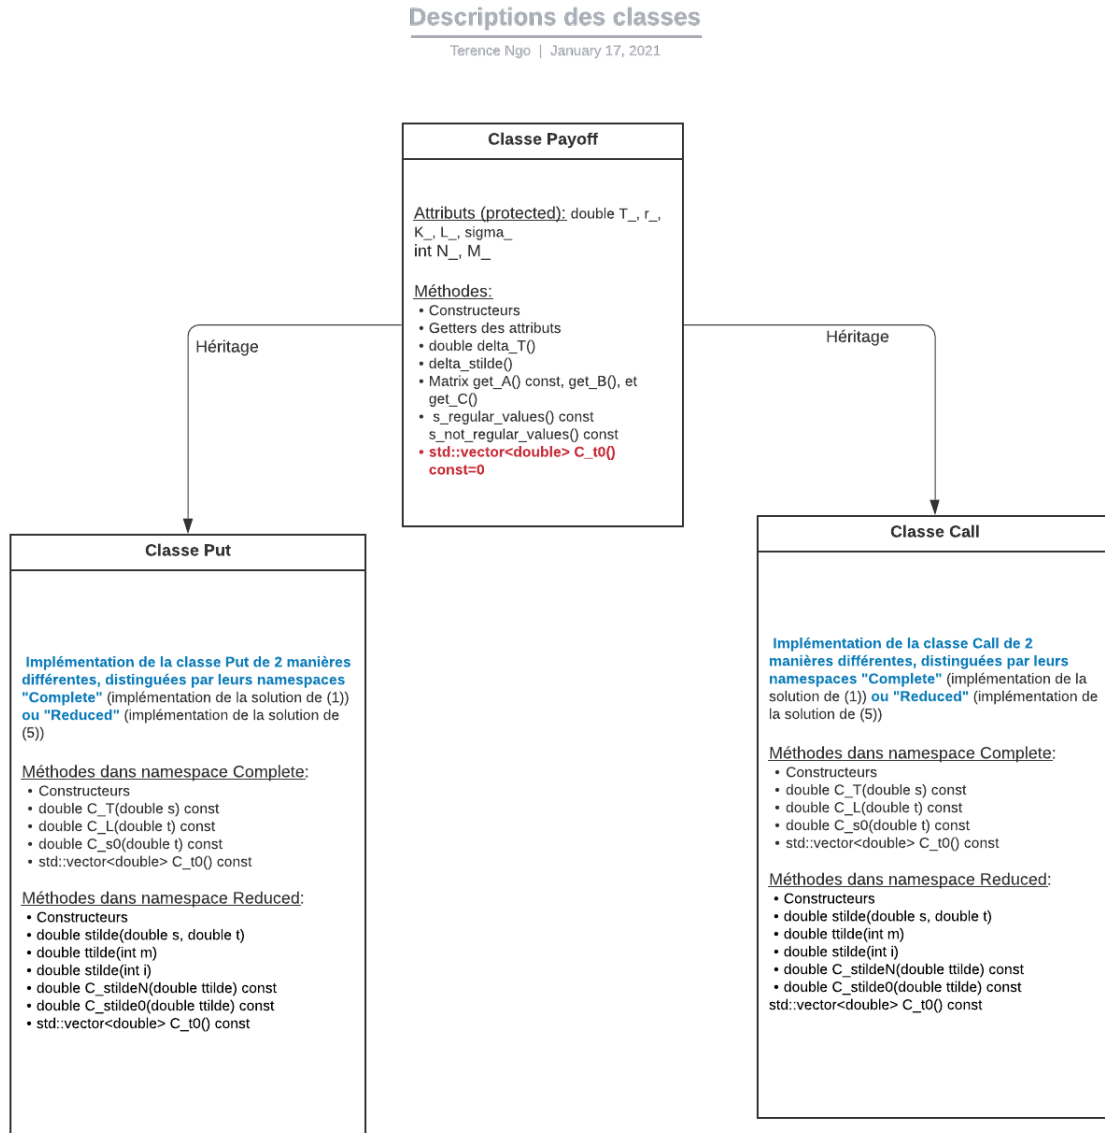 Descriptions des classes
Terence Ngo | January 17, 2021
Classe Payoff
Attributs (protected): double T_, r_,
K_, L_, sigma_
int N_, M_
Méthodes:
• Constructeurs
• Getters des attributs
• double delta_T()
• delta_stilde()
• Matrix get_A() const, get_B(), et
get_C()
• s_regular_values() const
s_not_regular_values() const
• std::vector<double> C_t0()
const=0
Héritage
Héritage
Classe Put
Implémentation de la classe Put de 2 manières
différentes, distinguées par leurs namespaces
"Complete" (implémentation de la solution de (1))
ou "Reduced" (implémentation de la solution de
(5))
Méthodes dans namespace Complete:
• Constructeurs
• double C_T(double s) const
• double C_L(double t) const
• double C_s0(double t) const
• std::vector<double> C_t0() const
Méthodes dans namespace Reduced:
• Constructeurs
• double stilde(double s, double t)
• double ttilde(int m)
• double stilde(int i)
• double C_stildeN(double ttilde) const
• double C_stilde0(double ttilde) const
• std::vector<double> C_t0() const
Classe Call
Implémentation de la classe Call de 2
manières différentes, distinguées par leurs
namespaces "Complete" (implémentation de la
solution de (1)) ou "Reduced" (implémentation de
la solution de (5))
Méthodes dans namespace Complete:
• Constructeurs
• double C_T(double s) const
• double C_L(double t) const
• double C_s0(double t) const
• std::vector<double> C_t0() const
Méthodes dans namespace Reduced:
• Constructeurs
• double stilde(double s, double t)
• double ttilde(int m)
• double stilde(int i)
• double C_stildeN(double ttilde) const
• double C_stilde0(double ttilde) const
std::vector<double> C_t0() const